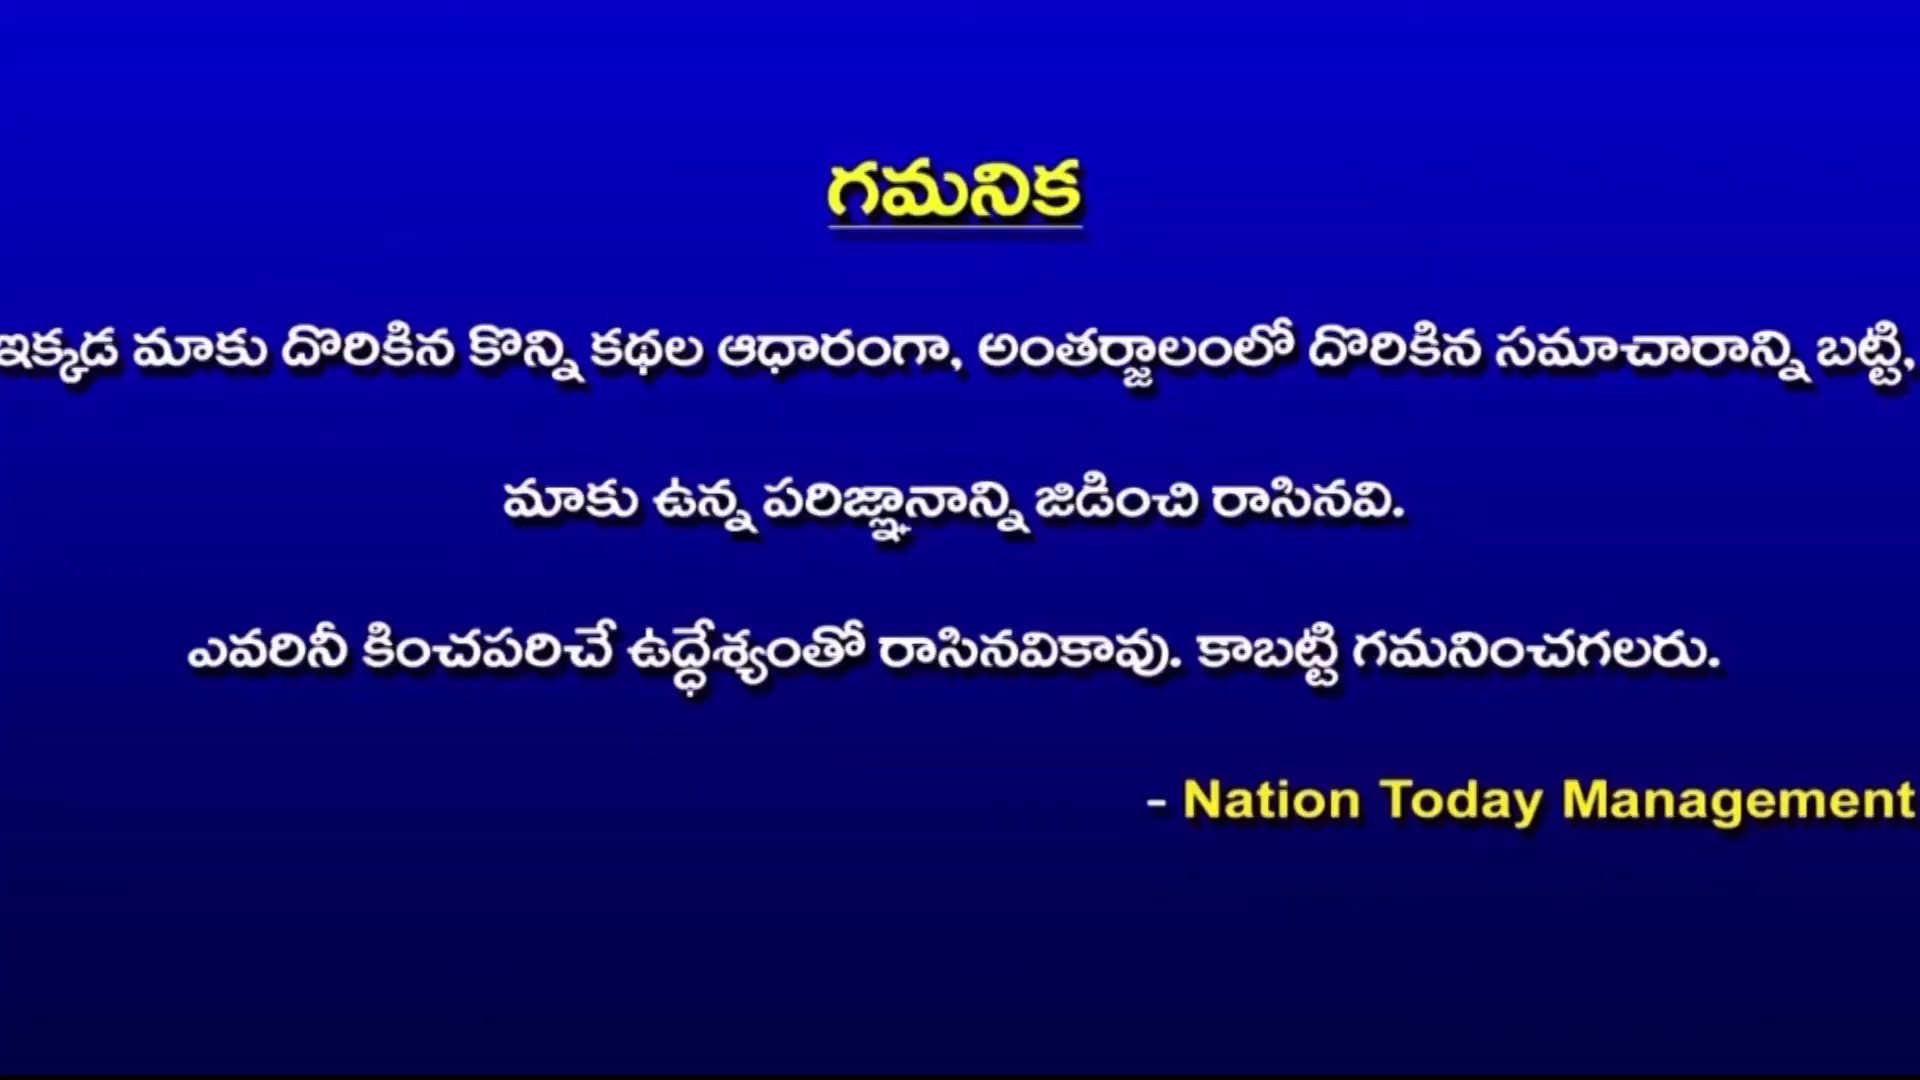 గమనిక
ఇక్కడ మాకు దొరికిన కొన్ని కథల ఆధారంగా, అంతర్జాలంలో దొరికిన సమాచారాన్ని బట్టి,
మాకు ఉన్న పరిజ్ఞానాన్ని జిడించి రాసినవి.
ఎవరినీ కించపరిచే ఉద్ధేశ్యంతో రాసినవికావు. కాబట్టి గమనించగలరు.
- Nation Today Management